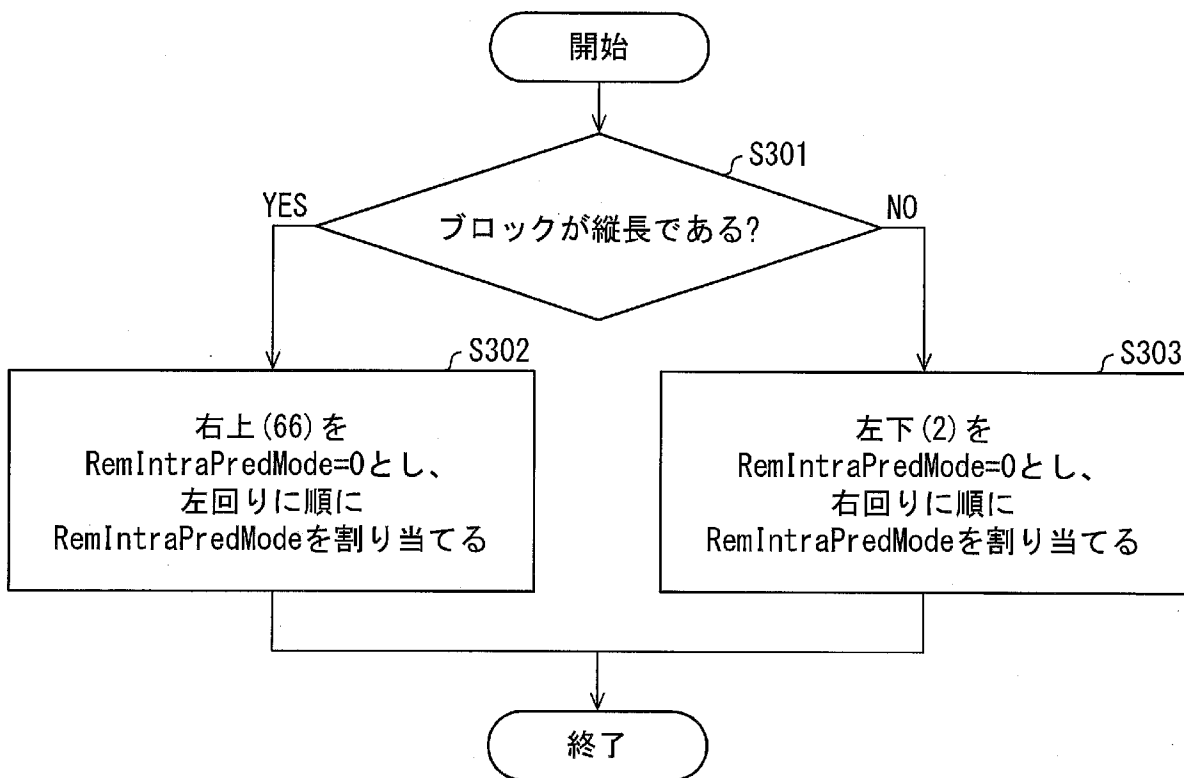 開始
S301
YES
ブロックが縦長である?
NO
S302
右上(66)を
RemIntraPredMode=0とし、
左回りに順に
RemIntraPredModeを割り当てる
S303
左下(2)を
RemIntraPredMode=0とし、
右回りに順に
RemIntraPredModeを割り当てる
終了